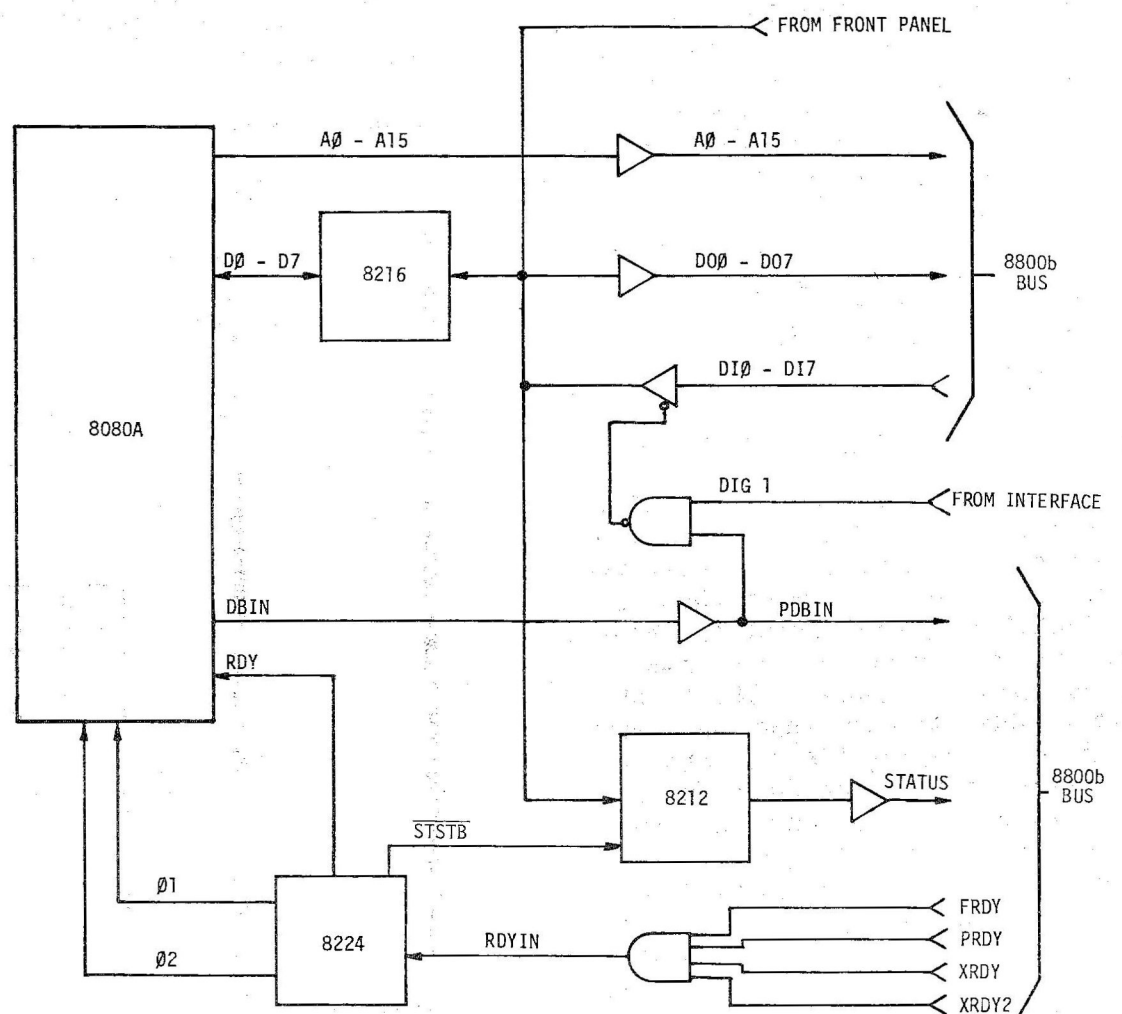 FROM FRONT PANEL
AØ - A15
AØ - A15
DØ - D7
8216
DOØ - DO7
8800b
BUS
DIØ - DI7
8080A
DIG 1
FROM INTERFACE
DBIN
PDBIN
RDY
8212
STATUS
8800b
BUS
STSTB
Ø1
FRDY
8224
RDYIN
PRDY
Ø2
XRDY
XRDY2